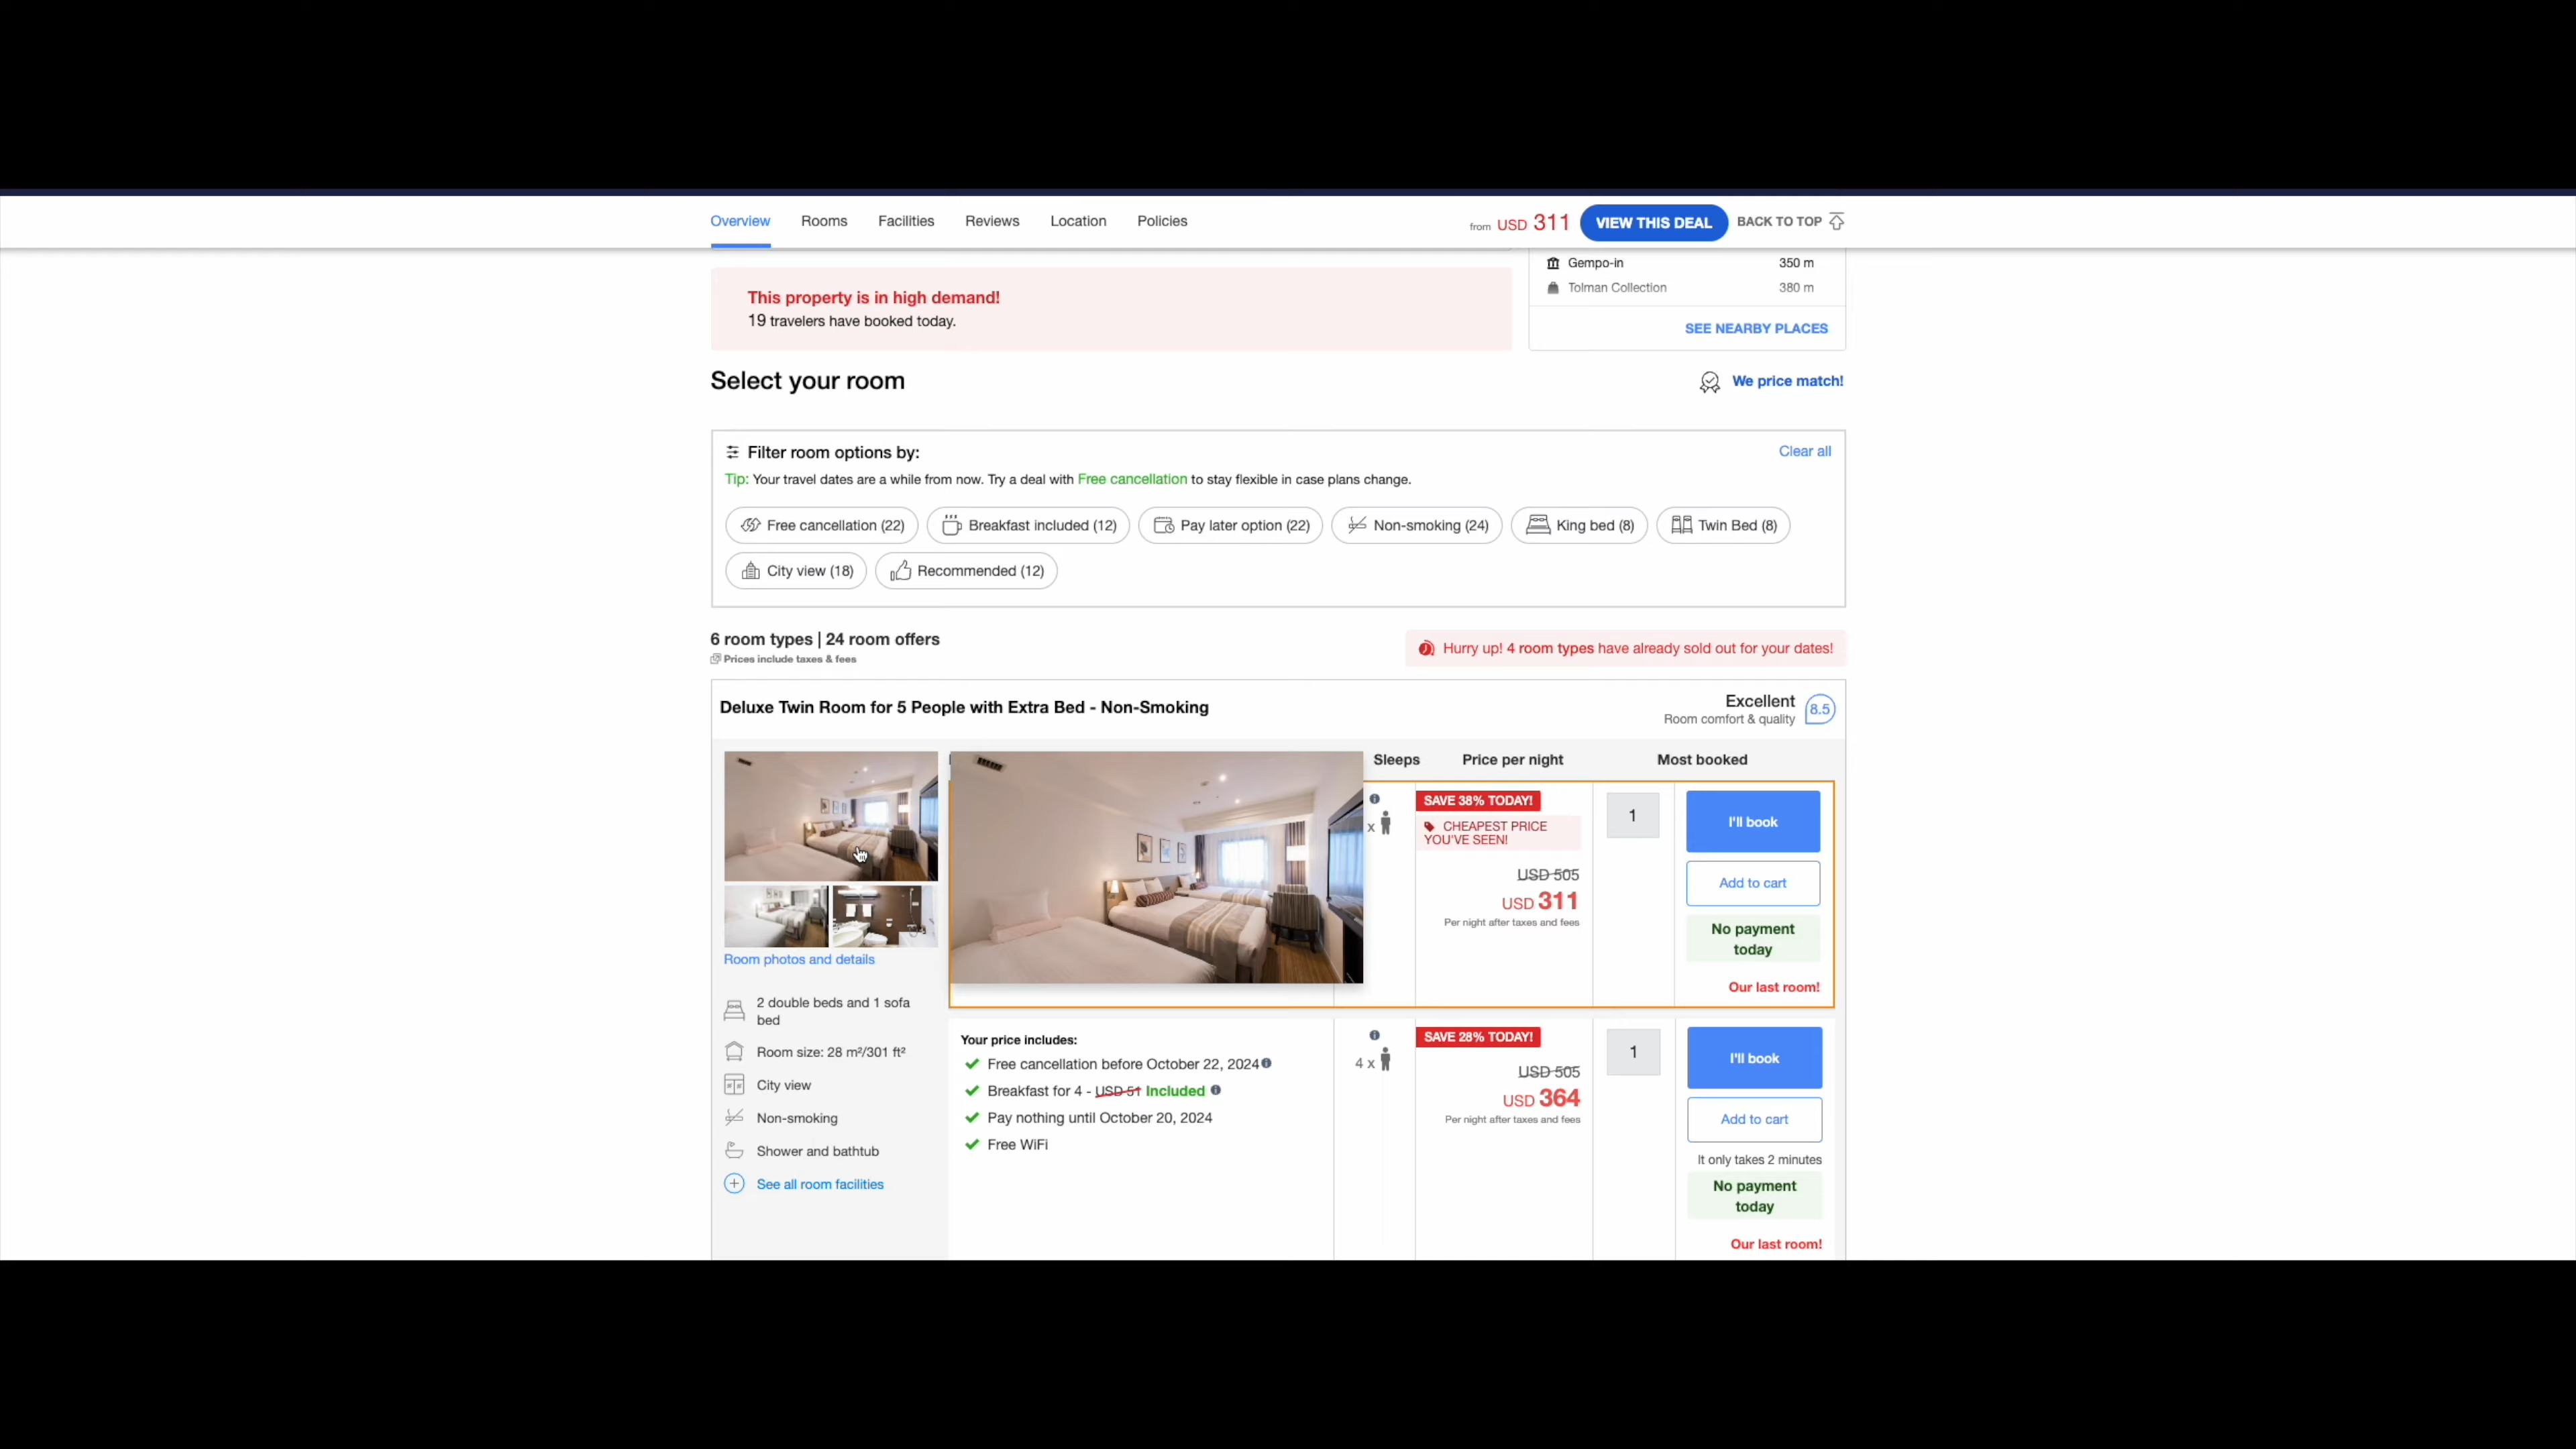 Overview Rooms Facilities Reviews Location Policies
from USD 311 VIEW THIS DEAL BACK TO TOP
This property is in high demand!
19 travelers have booked today.
Gempo-in 350 m
Tolman Collection 380 m
SEE NEARBY PLACES
Select your room
We price match!
Filter room options by:
Clear all
Tip: Your travel dates are a while from now. Try a deal with Free cancellation to stay flexible in case plans change.
Free cancellation (22) Breakfast included (12) Pay later option (22) Non-smoking (24) King bed (8) Twin Bed (8)
City view (18) Recommended (12)
6 room types | 24 room offers
Prices include taxes & fees
Hurry up! 4 room types have already sold out for your dates!
Deluxe Twin Room for 5 People with Extra Bed - Non-Smoking
Excellent
Room comfort & quality
8.5
Sleeps Price per night Most booked
x
SAVE 38% TODAY!
CHEAPEST PRICE
YOU'VE SEEN!
USD 505
USD 311
Per night after taxes and fees
1
I'll book
Add to cart
No payment
today
Our last room!
Room photos and details
2 double beds and 1 sofa
bed
Room size: 28 m²/301 ft²
City view
Non-smoking
Shower and bathtub
See all room facilities
Your price includes:
Free cancellation before October 22, 2024
Breakfast for 4 - USD 51 Included
Pay nothing until October 20, 2024
Free WiFi
4 x
SAVE 28% TODAY!
USD 505
USD 364
Per night after taxes and fees
1
I'll book
Add to cart
It only takes 2 minutes
No payment
today
Our last room!